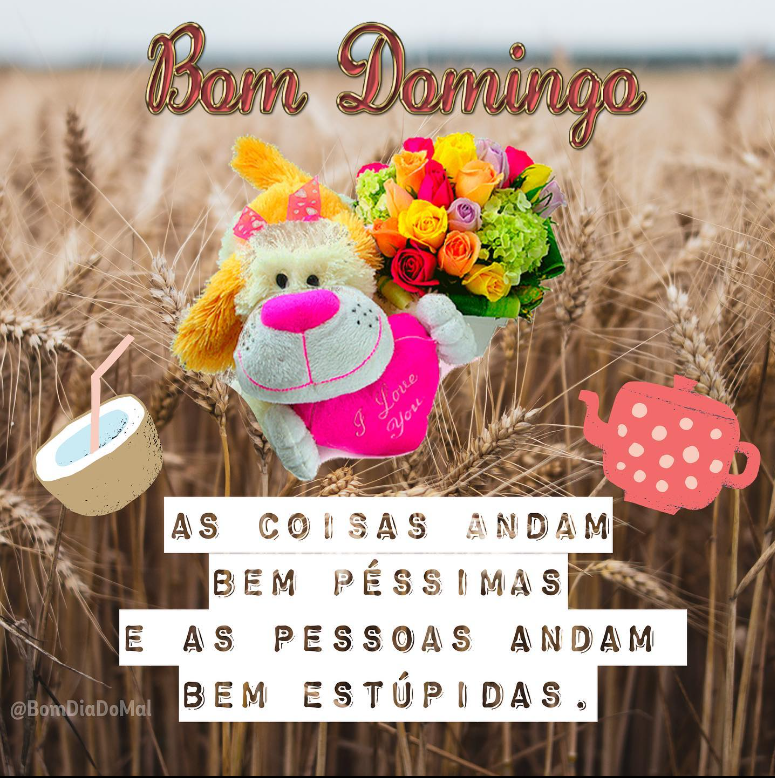 Bom Domingo
I Love
You
AS COISAS ANDAM
BEM PÉSSIMAS
E AS PESSOAS ANDAM
BEM ESTÚPIDAS.
@BomDiaDoMal